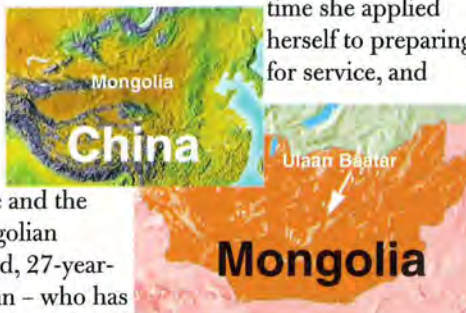 time she applied
herself to preparing
for service, and
Mongolia
China
Ulaan Baatar
Mongolia
and the
golian
d, 27-year-
n – who has